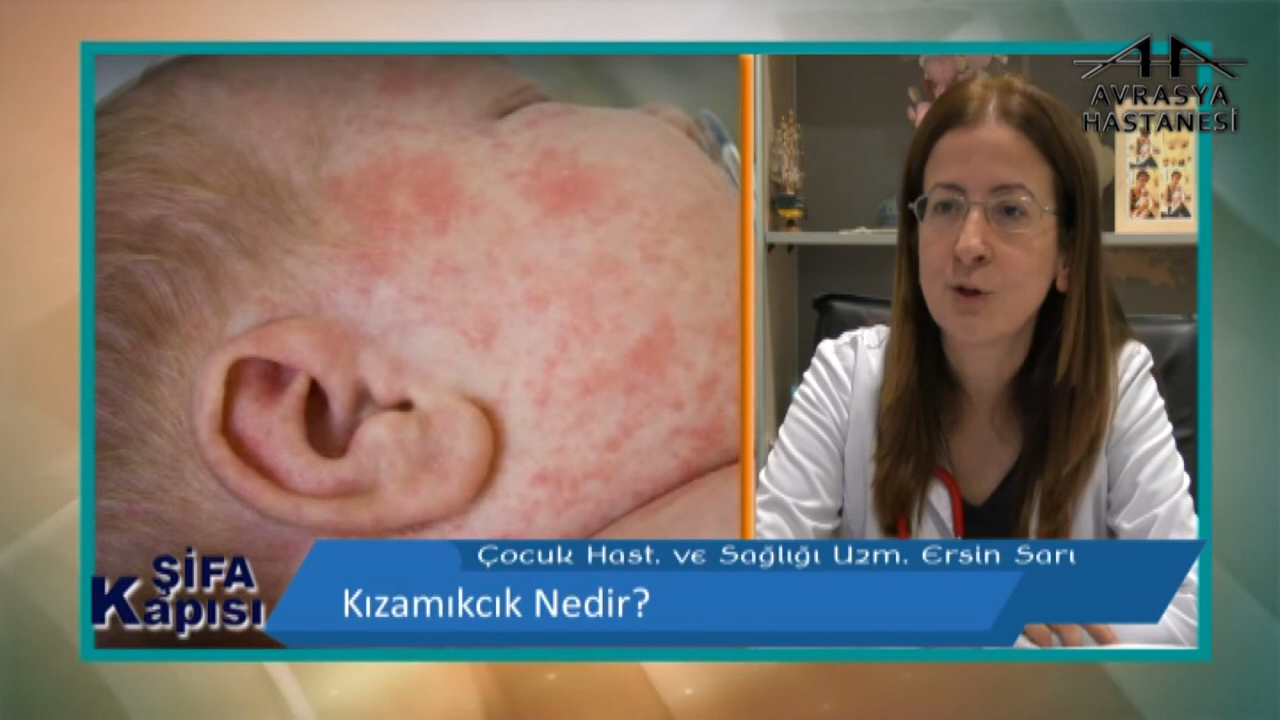 AVRASYA
HASTANESİ
Çocuk Hast. ve Sağlığı Uzm. Ersin Sarı
ŞİFA
Kapısı
Kızamıkcık Nedir?